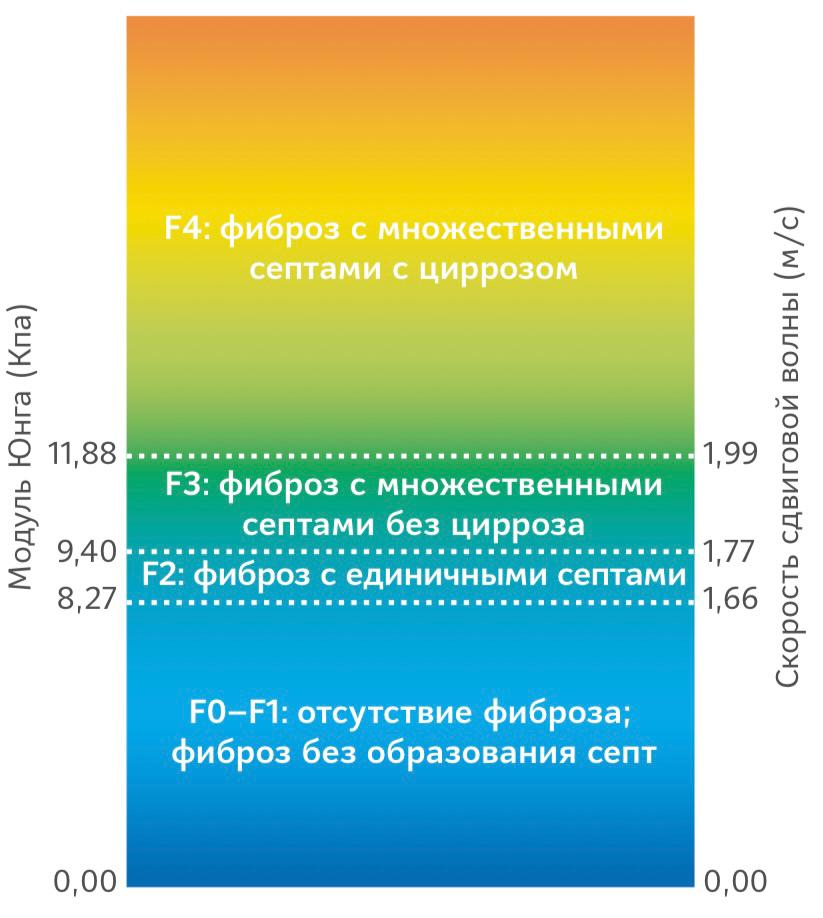 F4: фиброз с множественными
септами с циррозом
Модуль Юнга (Кпа)
Скорость сдвиговой волны (м/с)
11,88
1,99
F3: фиброз с множественными
септами без цирроза
9,40
1,77
F2: фиброз с единичными септами
8,27
1,66
F0–F1: отсутствие фиброза;
фиброз без образования септ
0,00
0,00